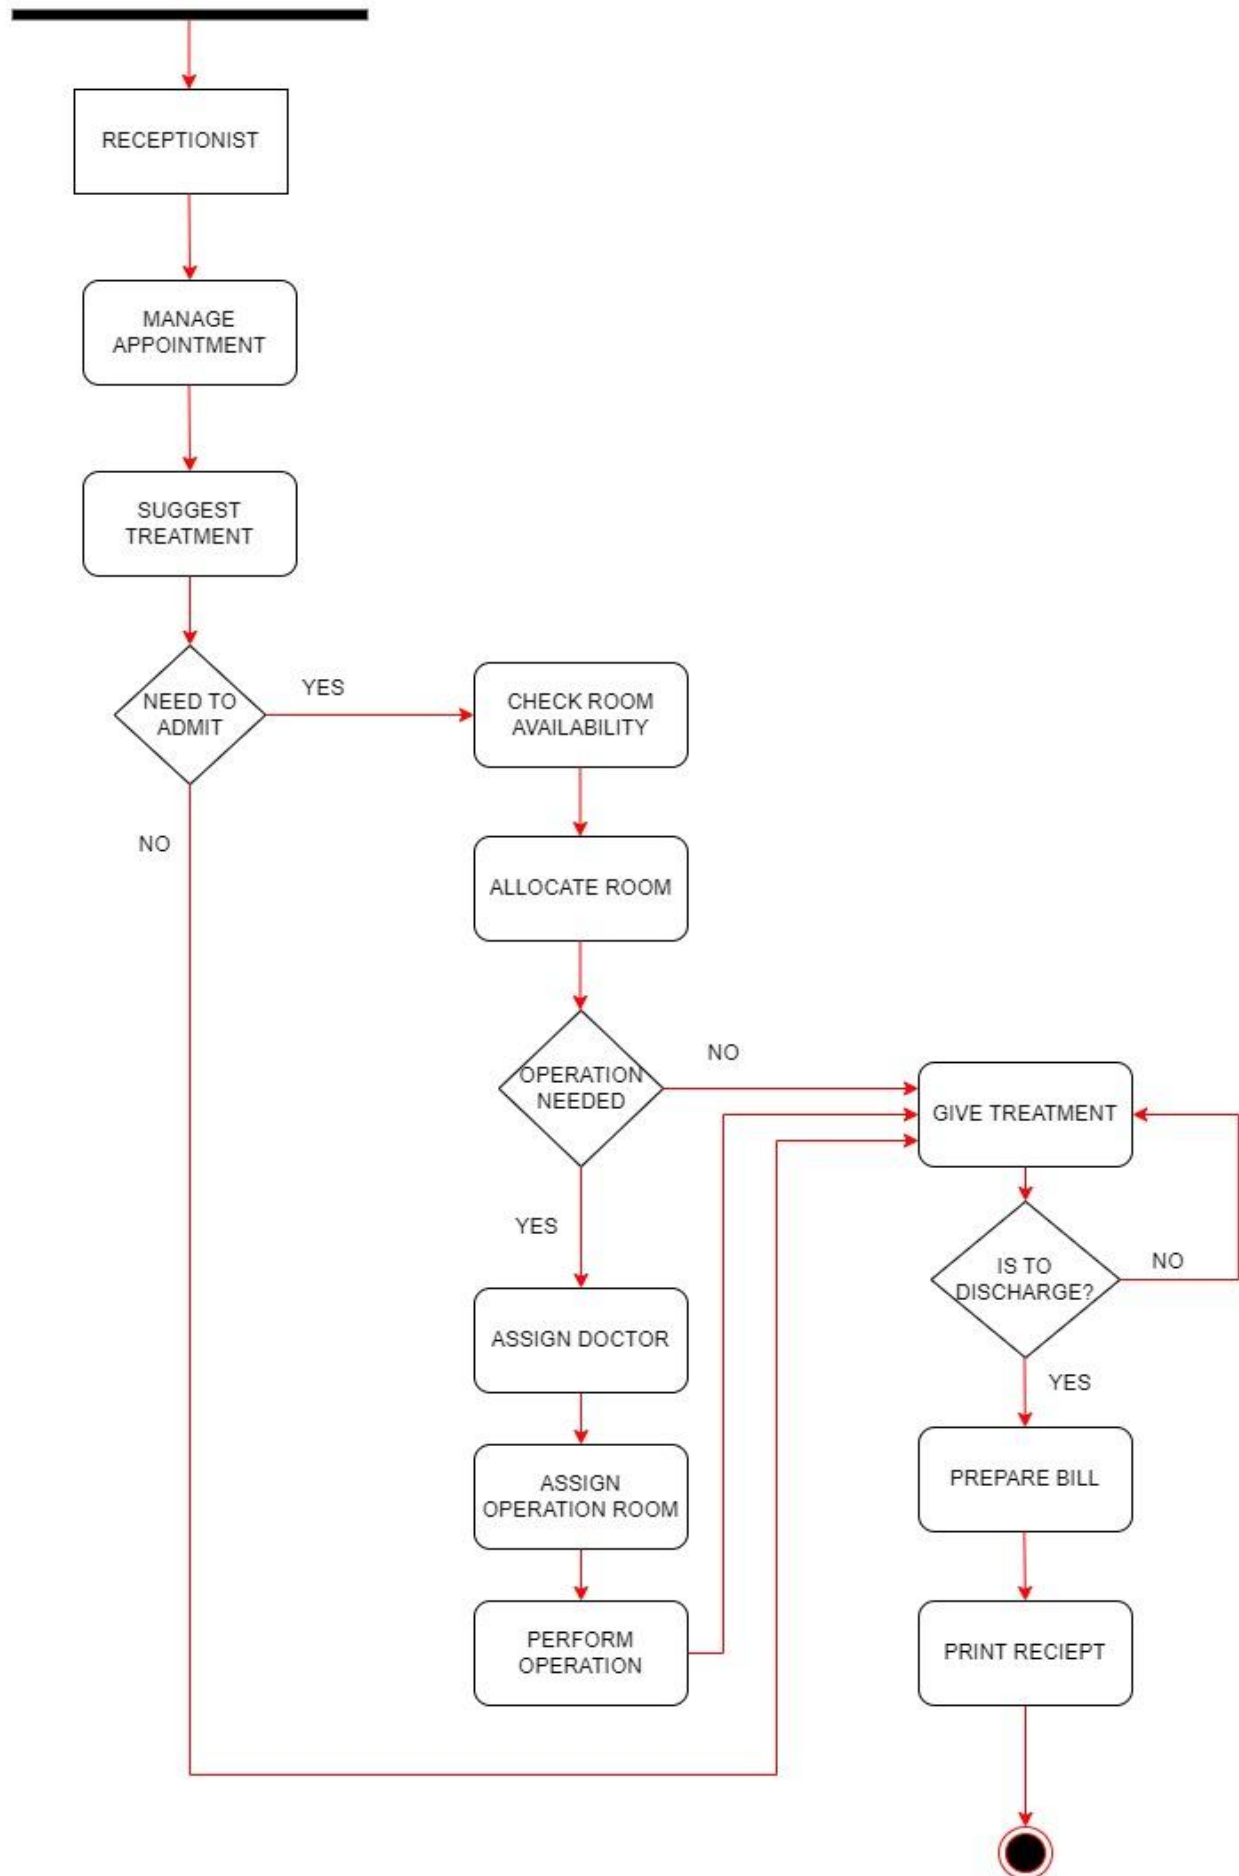 RECEPTIONIST
MANAGE
APPOINTMENT
SUGGEST
TREATMENT
NEED TO
ADMIT
YES
NO
CHECK ROOM
AVAILABILITY
ALLOCATE ROOM
OPERATION
NEEDED
NO
YES
ASSIGN DOCTOR
ASSIGN
OPERATION ROOM
PERFORM
OPERATION
GIVE TREATMENT
IS TO
DISCHARGE?
NO
YES
PREPARE BILL
PRINT RECIEPT